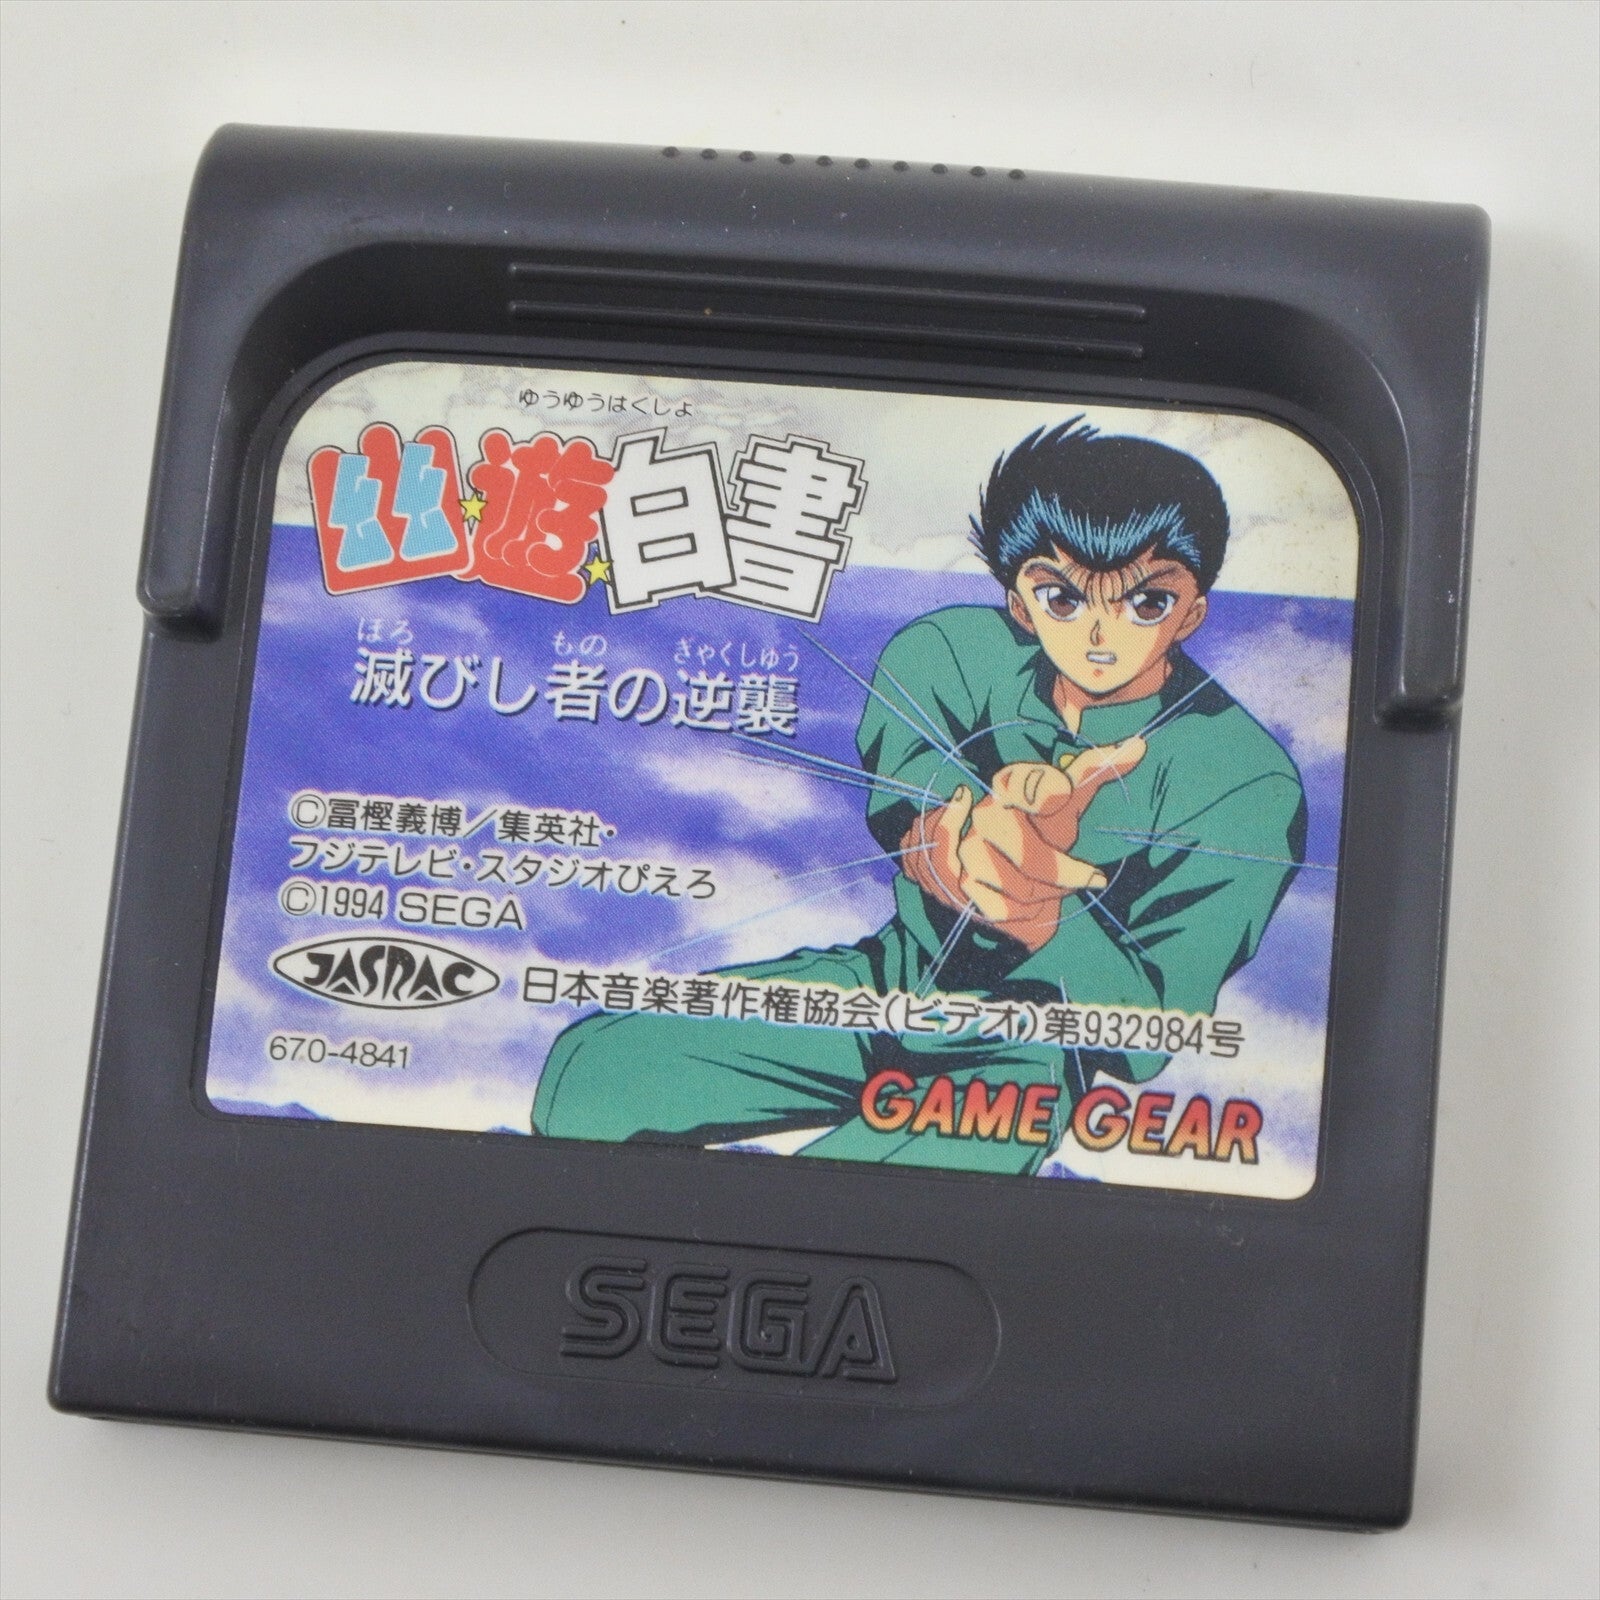 ゆうゆうはくしよ
幽★遊★白書
ほろ もの ぎゃくしゅう
滅びし者の逆襲
©冨樫義博／集英社・
フジテレビ・スタジオぴえろ
©1994 SEGA
JASRAC 日本音楽著作権協会(ビデオ)第932984号
670-4841
GAME GEAR
SEGA